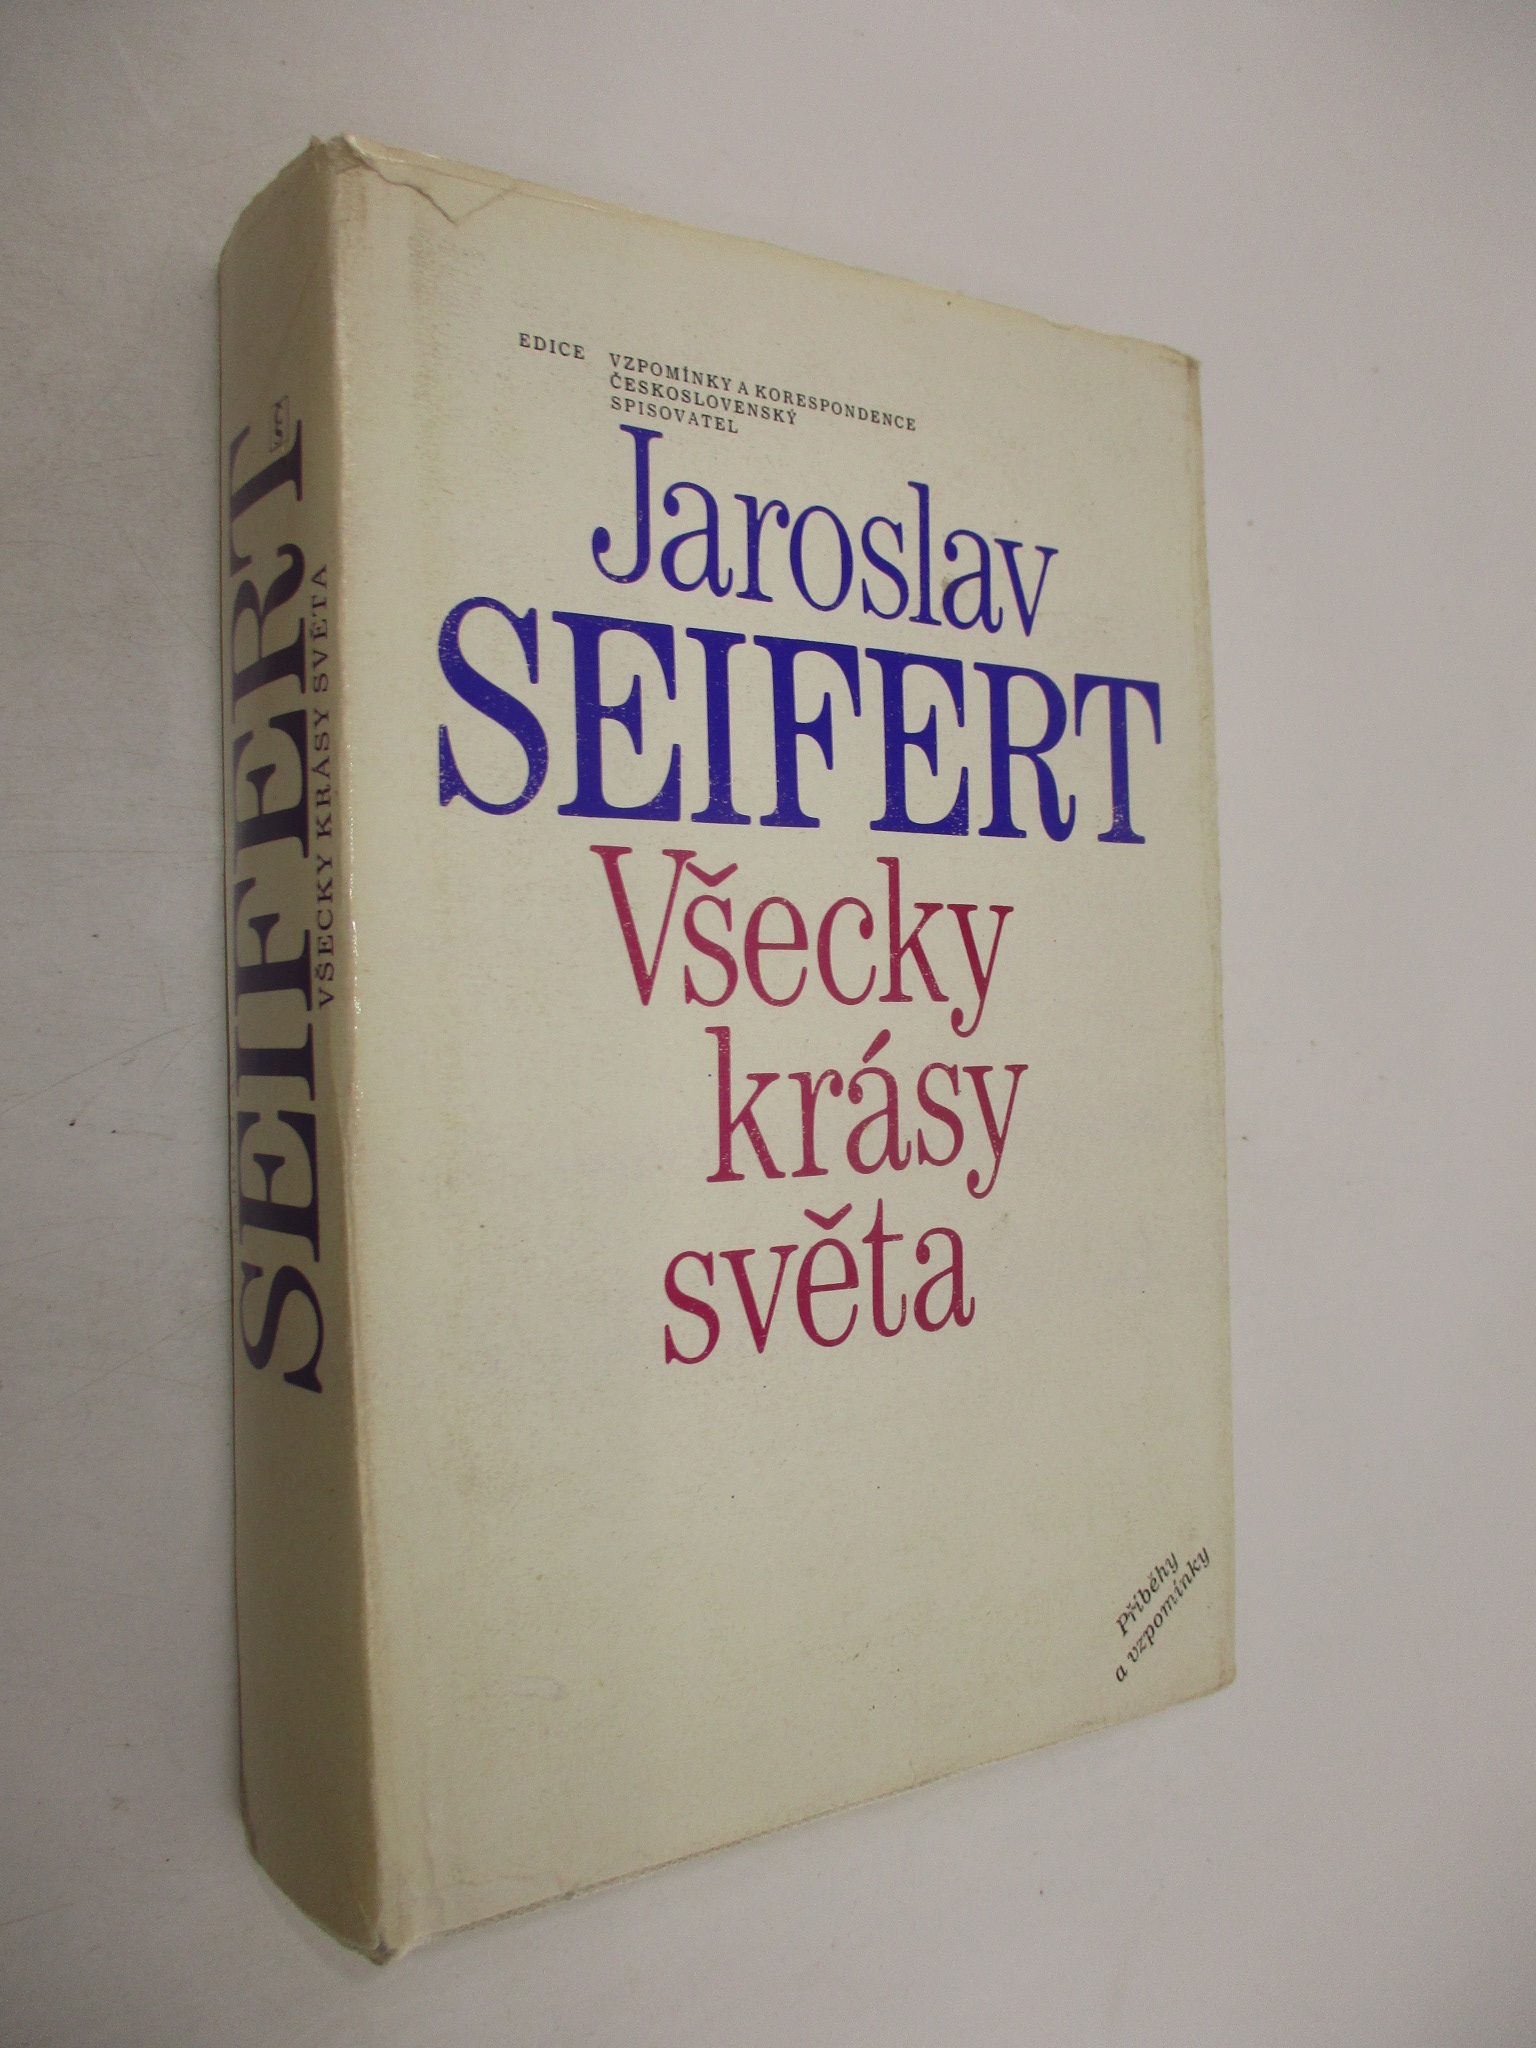 EDICE VZPOMÍNKY A KORESPONDENCE
ČESKOSLOVENSKÝ
SPISOVATEL
Jaroslav
SEIFERT
Všecky
krásy
světa
Příběhy
a vzpomínky
SEIFERT
VŠECKY KRÁSY SVĚTA